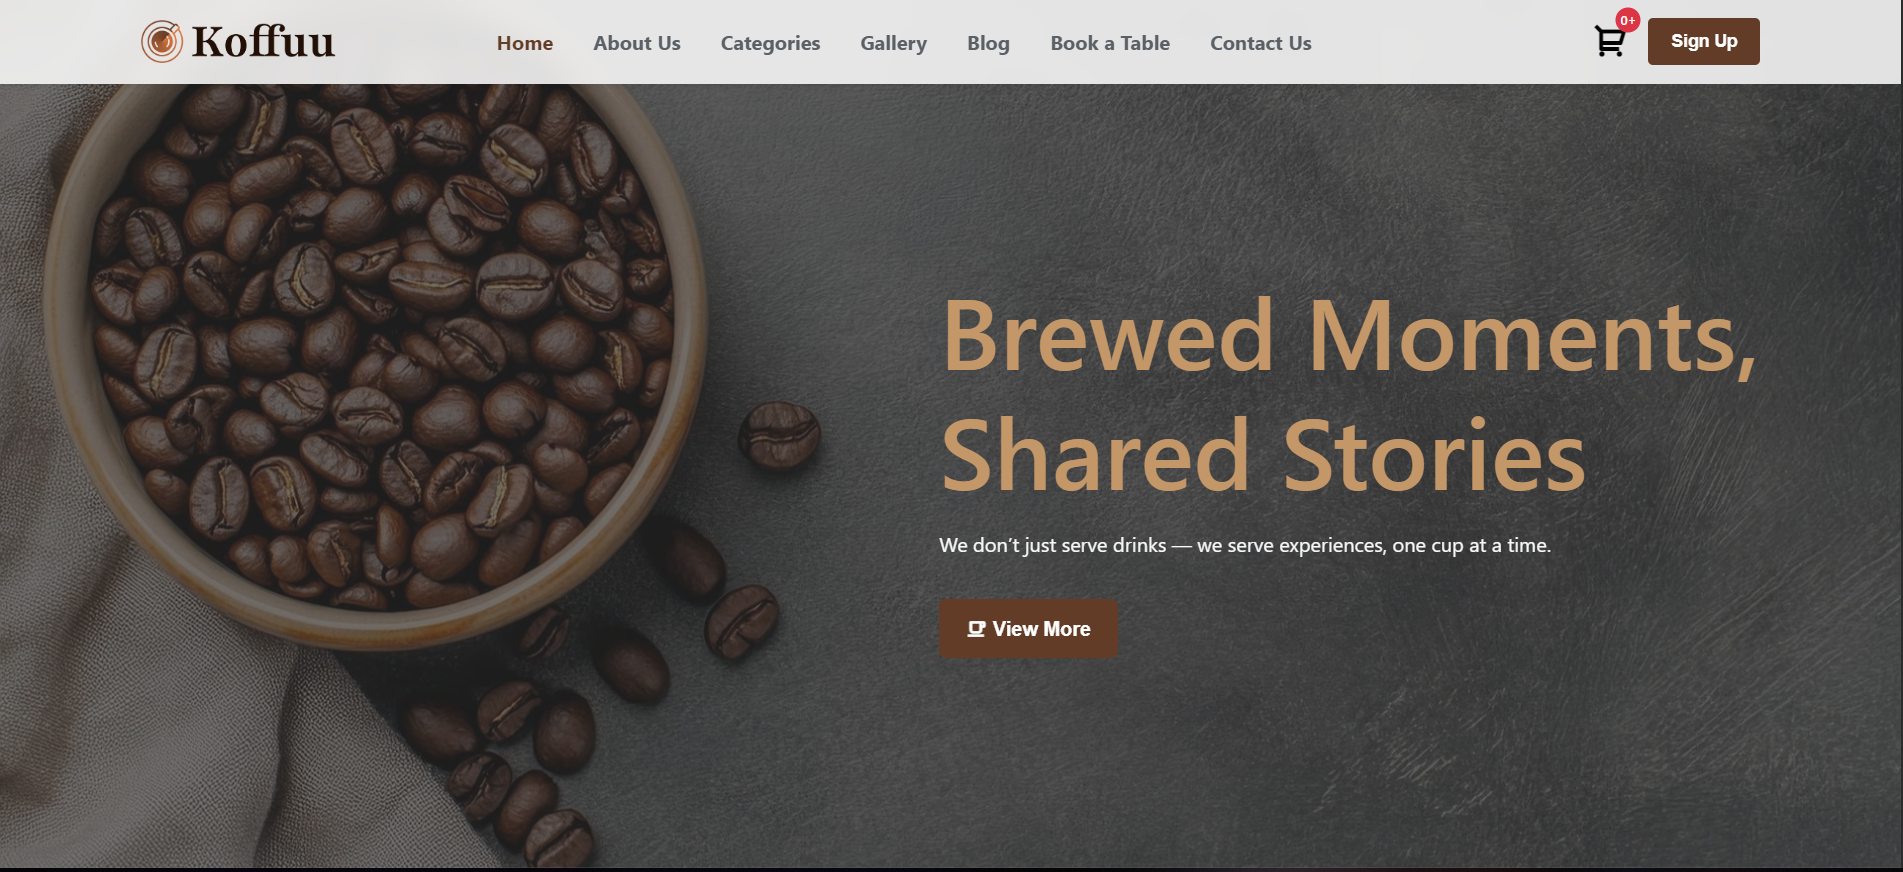 Koffuu
Home About Us Categories Gallery Blog Book a Table Contact Us
0+
Sign Up
Brewed Moments,
Shared Stories
We don’t just serve drinks — we serve experiences, one cup at a time.
View More